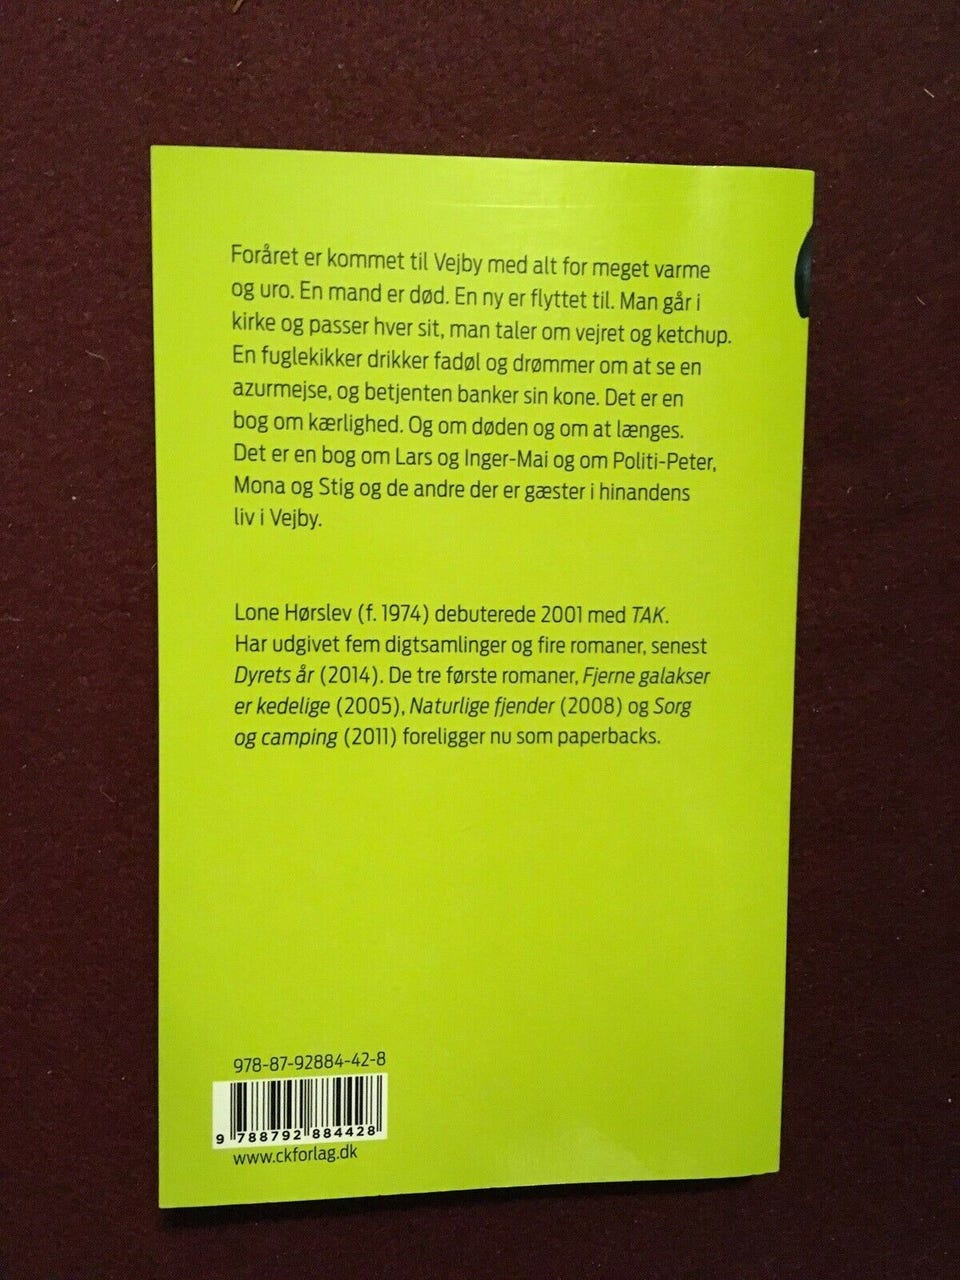 Foråret er kommet til Vejby med alt for meget varme
og uro. En mand er død. En ny er flyttet til. Man går i
kirke og passer hver sit, man taler om vejret og ketchup.
En fuglekikker drikker fadøl og drømmer om at se en
azurmejse, og betjenten banker sin kone. Det er en
bog om kærlighed. Og om døden og om at længes.
Det er en bog om Lars og Inger-Mai og om Politi-Peter,
Mona og Stig og de andre der er gæster i hinandens
liv i Vejby.
Lone Hørslev (f. 1974) debuterede 2001 med TAK.
Har udgivet fem digtsamlinger og fire romaner, senest
Dyrets år (2014). De tre første romaner, Fjerne galakser
er kedelige (2005), Naturlige fjender (2008) og Sorg
og camping (2011) foreligger nu som paperbacks.
978-87-92884-42-8
9 788792 884428
www.ckforlag.dk